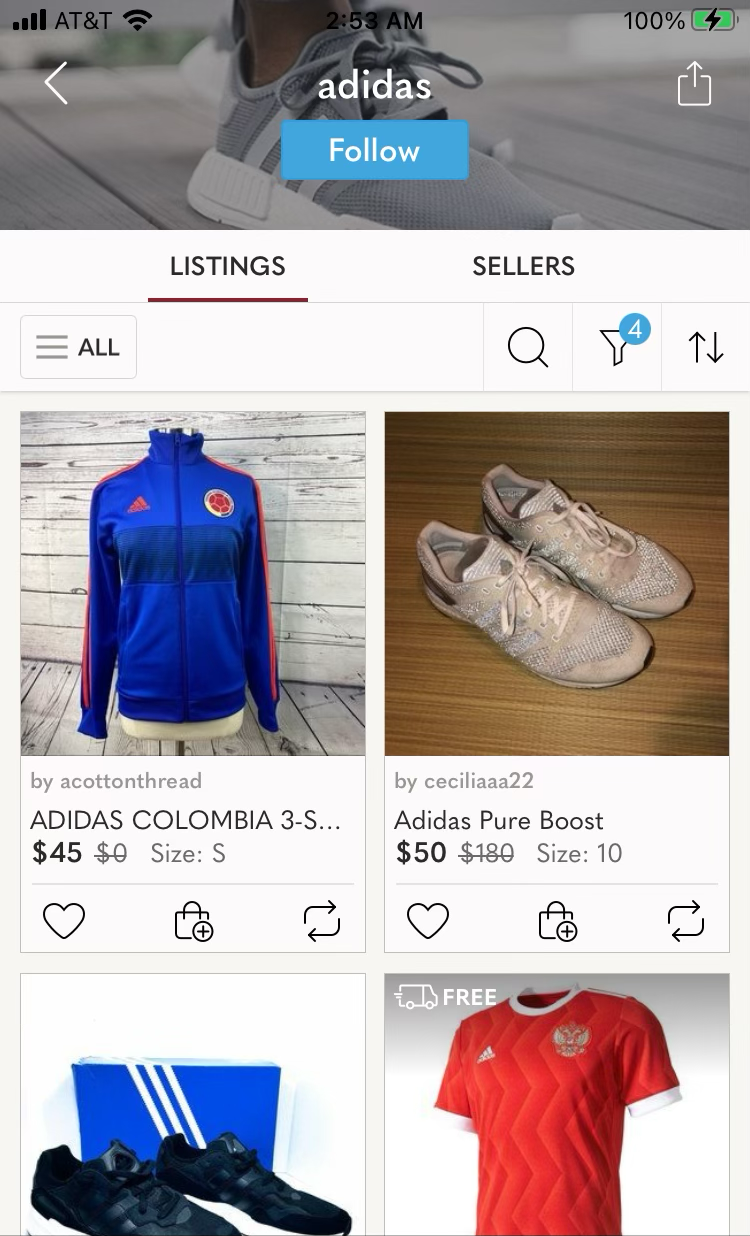 AT&T 2:53 AM 100%
adidas
Follow
LISTINGS SELLERS
ALL 4
by acottonthread
ADIDAS COLOMBIA 3-S...
$45 $0 Size: S
by ceciliaaa22
Adidas Pure Boost
$50 $180 Size: 10
FREE